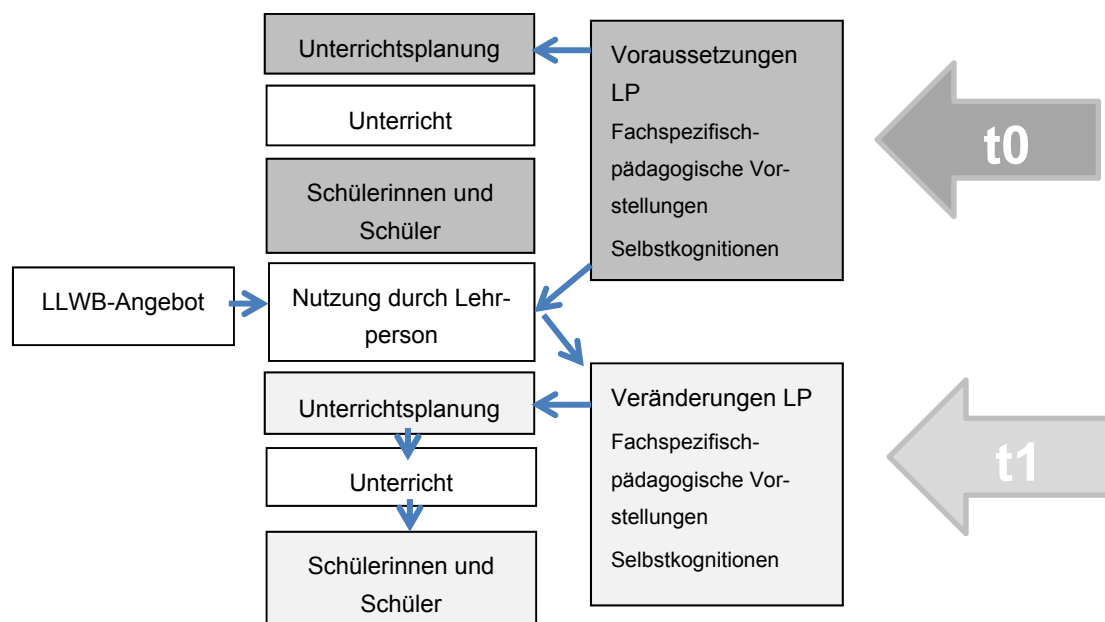 Unterrichtsplanung
Unterricht
Schülerinnen und
Schüler
Voraussetzungen
LP
Fachspezifisch-
pädagogische Vor-
stellungen
Selbstkognitionen
t0
LLWB-Angebot
Nutzung durch Lehr-
person
Unterrichtsplanung
Unterricht
Schülerinnen und
Schüler
Veränderungen LP
Fachspezifisch-
pädagogische Vor-
stellungen
Selbstkognitionen
t1